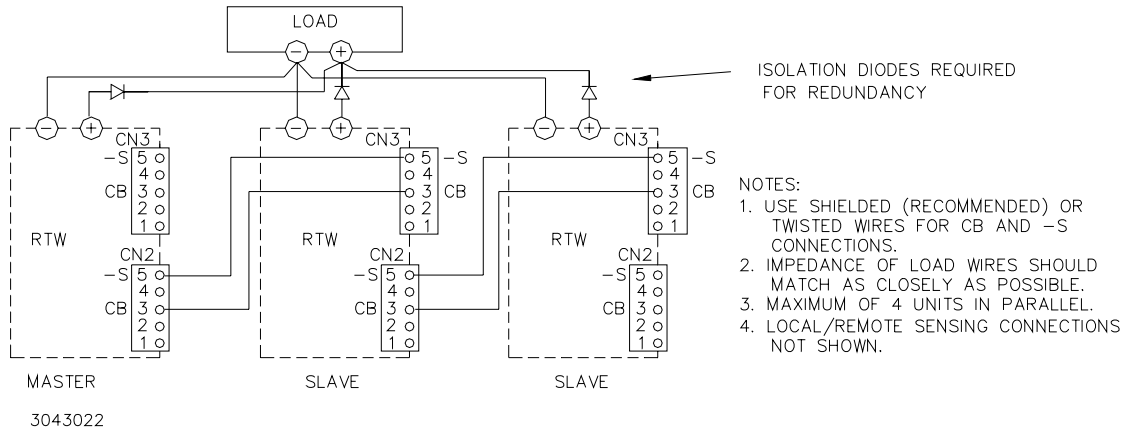 LOAD
- +
ISOLATION DIODES REQUIRED
FOR REDUNDANCY
- +
- +
- +
CN3
-S 5
4
CB 3
2
1
RTW
CN2
-S 5
4
CB 3
2
1
MASTER
CN3
5 -S
4
3 CB
2
1
RTW
CN2
-S 5
4
CB 3
2
1
SLAVE
CN3
5 -S
4
3 CB
2
1
RTW
CN2
-S 5
4
CB 3
2
1
SLAVE
NOTES:
1. USE SHIELDED (RECOMMENDED) OR
TWISTED WIRES FOR CB AND -S
CONNECTIONS.
2. IMPEDANCE OF LOAD WIRES SHOULD
MATCH AS CLOSELY AS POSSIBLE.
3. MAXIMUM OF 4 UNITS IN PARALLEL.
4. LOCAL/REMOTE SENSING CONNECTIONS
NOT SHOWN.
3043022